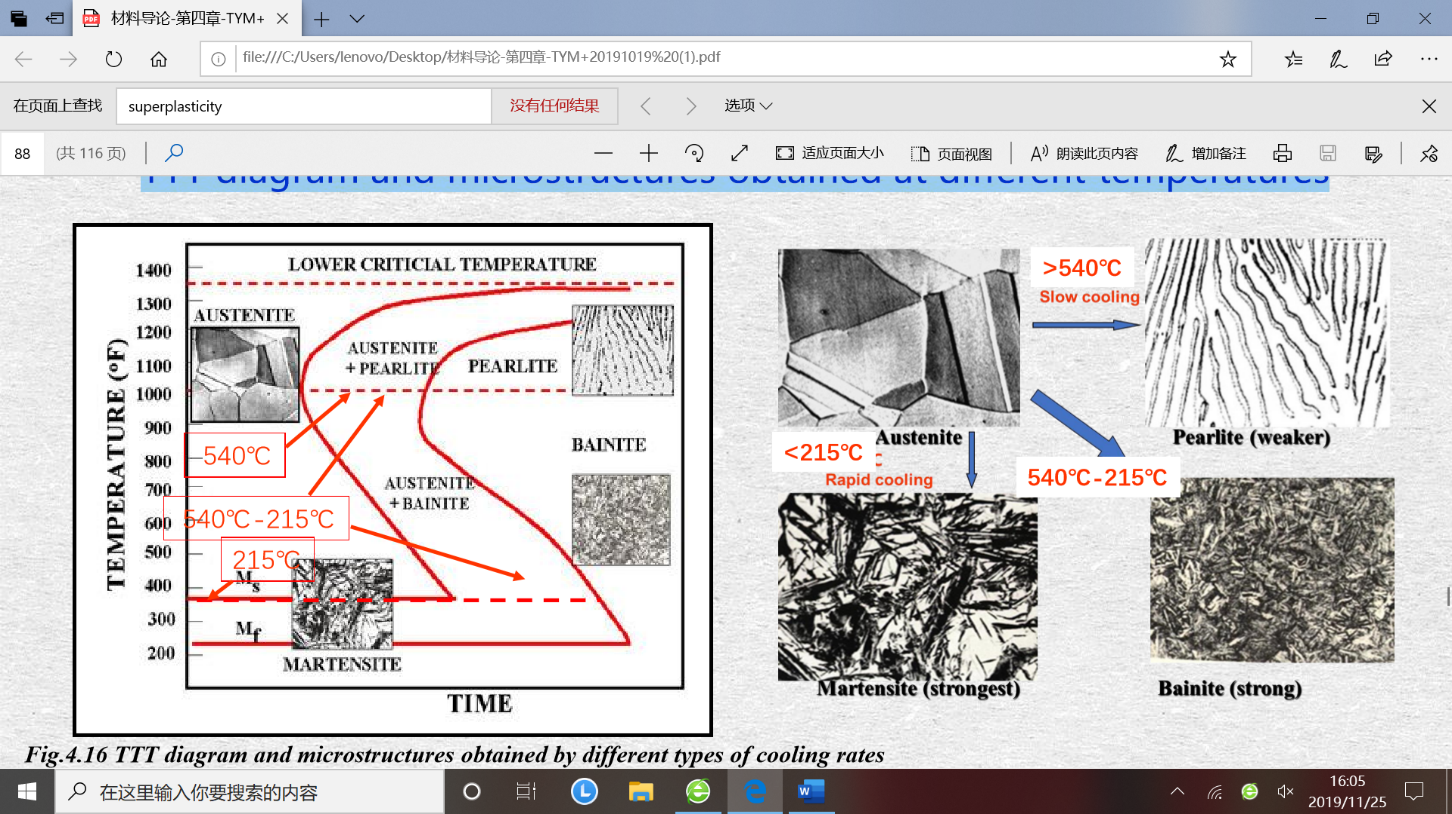 材料导论-第四章-TYM+
file:///C:/Users/lenovo/Desktop/材料导论-第四章-TYM+20191019%20(1).pdf
在页面上查找 superplasticity 没有任何结果 选项
88 (共 116 页) 适应页面大小 页面视图 朗读此页内容 增加备注
TTT diagram and microstructures obtained at different temperatures
LOWER CRITICIAL TEMPERATURE
AUSTENITE
AUSTENITE
+ PEARLITE
PEARLITE
BAINITE
AUSTENITE
+ BAINITE
540℃
540℃-215℃
215℃
Ms
Mf
MARTENSITE
TEMPERATURE (oF)
1400
1300
1200
1100
1000
900
800
700
600
500
400
300
200
TIME
>540℃
Slow cooling
Austenite
Pearlite (weaker)
<215℃
Rapid cooling
540℃-215℃
Martensite (strongest)
Bainite (strong)
Fig.4.16 TTT diagram and microstructures obtained by different types of cooling rates
在这里输入你要搜索的内容
16:05
2019/11/25